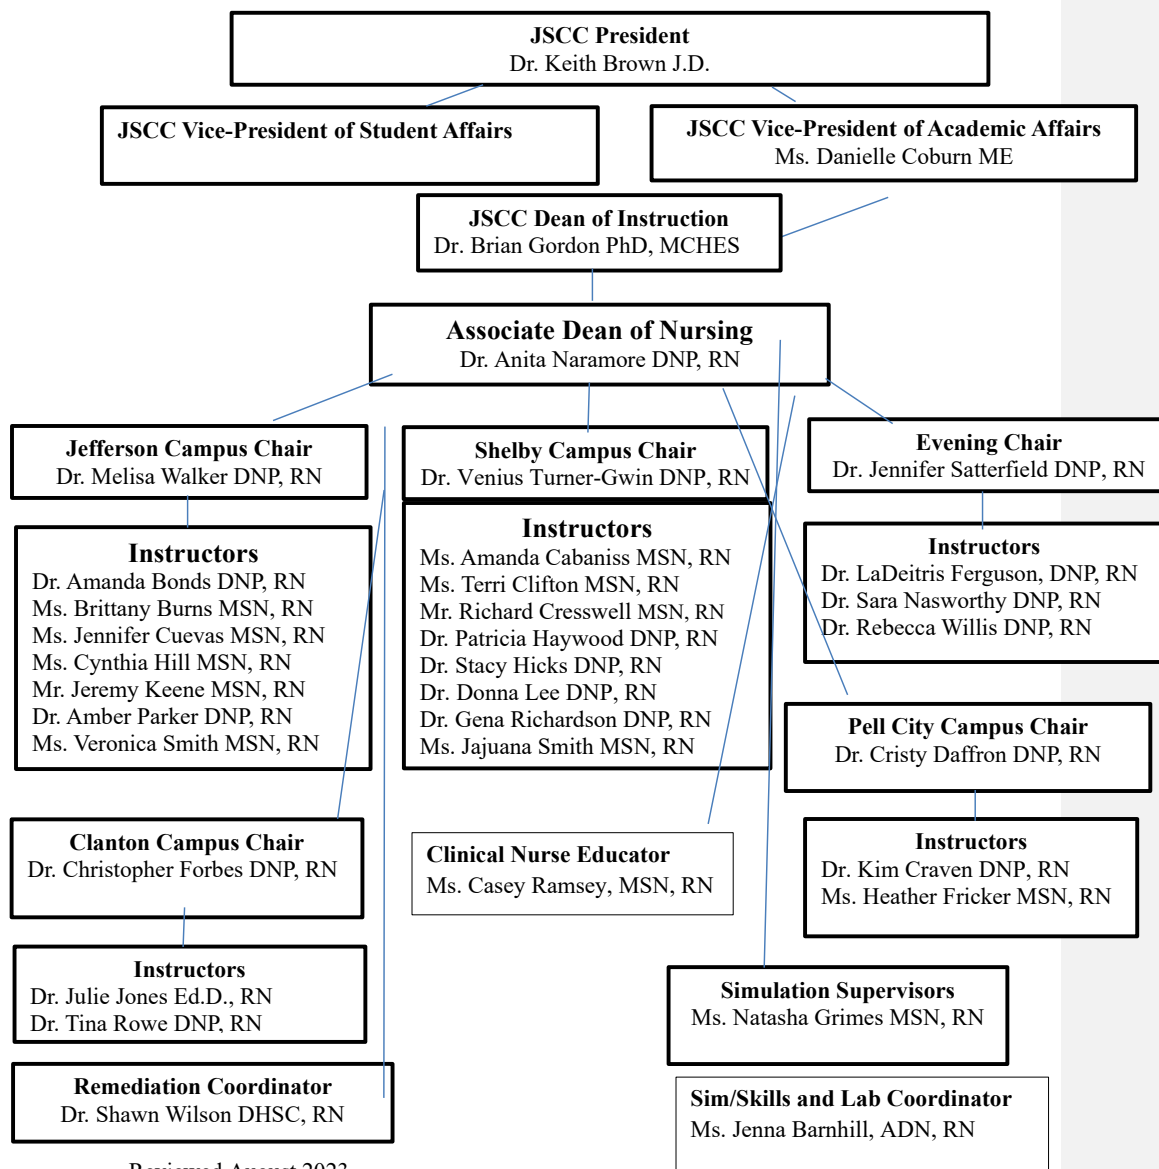 JSCC President
Dr. Keith Brown J.D.
JSCC Vice-President of Student Affairs
JSCC Vice-President of Academic Affairs
Ms. Danielle Coburn ME
JSCC Dean of Instruction
Dr. Brian Gordon PhD, MCHES
Associate Dean of Nursing
Dr. Anita Naramore DNP, RN
Jefferson Campus Chair
Dr. Melisa Walker DNP, RN
Shelby Campus Chair
Dr. Venius Turner-Gwin DNP, RN
Evening Chair
Dr. Jennifer Satterfield DNP, RN
Instructors
Dr. Amanda Bonds DNP, RN
Ms. Brittany Burns MSN, RN
Ms. Jennifer Cuevas MSN, RN
Ms. Cynthia Hill MSN, RN
Mr. Jeremy Keene MSN, RN
Dr. Amber Parker DNP, RN
Ms. Veronica Smith MSN, RN
Instructors
Ms. Amanda Cabaniss MSN, RN
Ms. Terri Clifton MSN, RN
Mr. Richard Cresswell MSN, RN
Dr. Patricia Haywood DNP, RN
Dr. Stacy Hicks DNP, RN
Dr. Donna Lee DNP, RN
Dr. Gena Richardson DNP, RN
Ms. Jajuana Smith MSN, RN
Instructors
Dr. LaDeitris Ferguson, DNP, RN
Dr. Sara Nasworthy DNP, RN
Dr. Rebecca Willis DNP, RN
Pell City Campus Chair
Dr. Cristy Daffron DNP, RN
Clanton Campus Chair
Dr. Christopher Forbes DNP, RN
Clinical Nurse Educator
Ms. Casey Ramsey, MSN, RN
Instructors
Dr. Kim Craven DNP, RN
Ms. Heather Fricker MSN, RN
Instructors
Dr. Julie Jones Ed.D., RN
Dr. Tina Rowe DNP, RN
Simulation Supervisors
Ms. Natasha Grimes MSN, RN
Remediation Coordinator
Dr. Shawn Wilson DHSC, RN
Sim/Skills and Lab Coordinator
Ms. Jenna Barnhill, ADN, RN
Reviewed August 2023